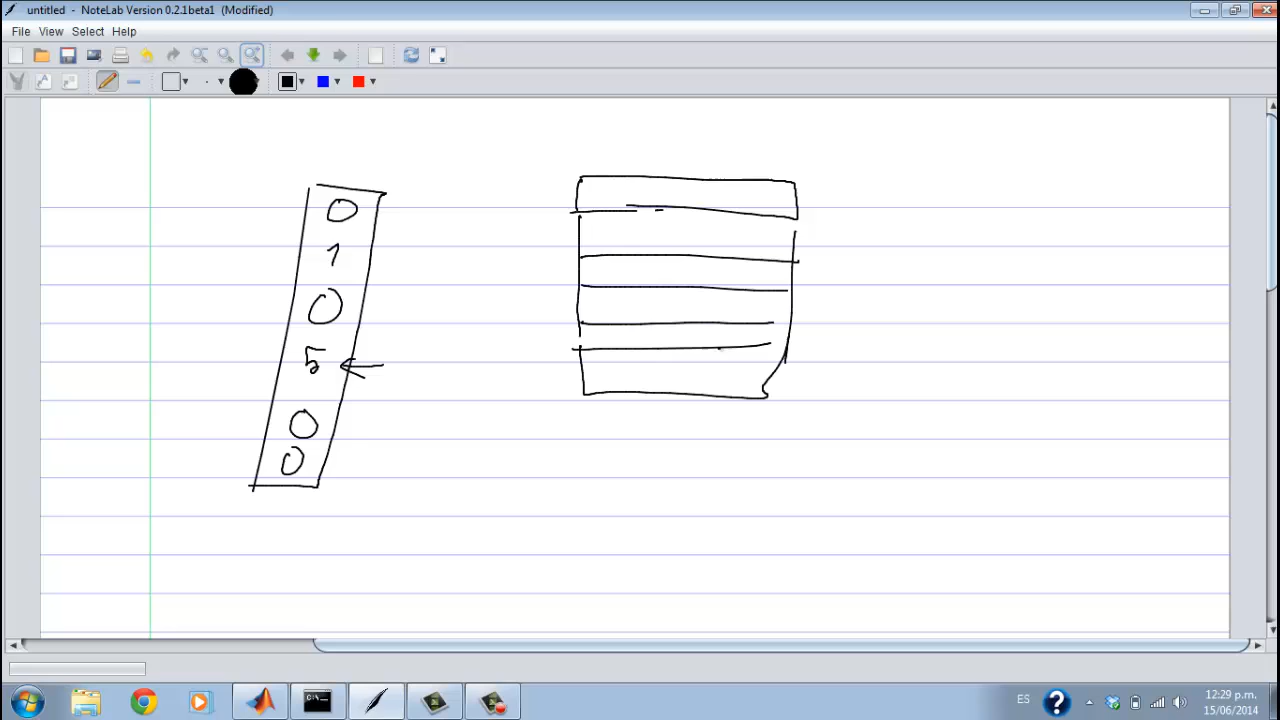 untitled - NoteLab Version 0.2.1beta1 (Modified)
File View Select Help
0
1
0
5
0
0
ES
12:29 p.m.
15/06/2014